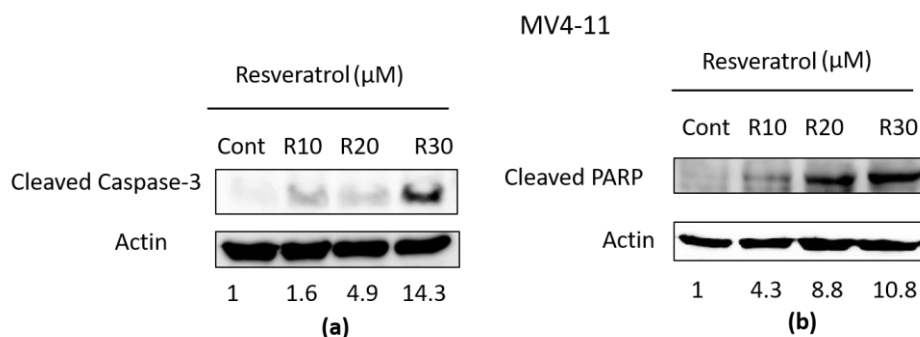 MV4-11
Resveratrol (μM)
Cont R10 R20 R30
Cleaved Caspase-3
Actin
1 1.6 4.9 14.3
(a)
Resveratrol (μM)
Cont R10 R20 R30
Cleaved PARP
Actin
1 4.3 8.8 10.8
(b)